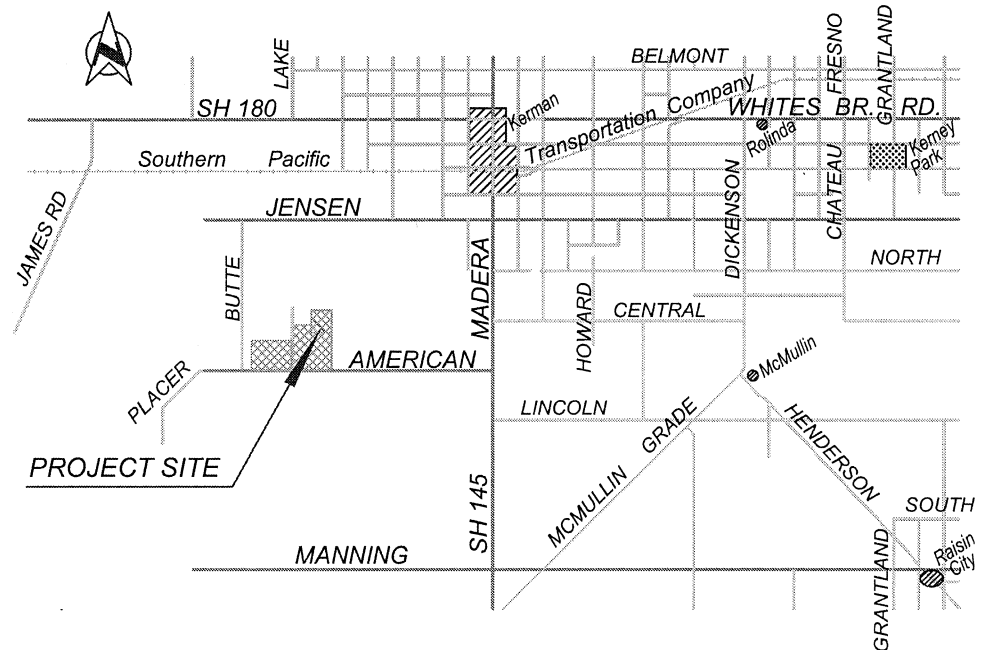 LAKE
BELMONT
FRESNO
GRANTLAND
SH 180
Kerman
Transportation Company
WHITES BR. RD.
Rolinda
Kerney
Park
Southern Pacific
JAMES RD
JENSEN
DICKENSON
CHATEAU
BUTTE
MADERA
NORTH
HOWARD
CENTRAL
AMERICAN
McMullin
PLACER
LINCOLN
MCMULLIN GRADE
HENDERSON
PROJECT SITE
SH 145
SOUTH
MANNING
GRANTLAND
Raisin
City